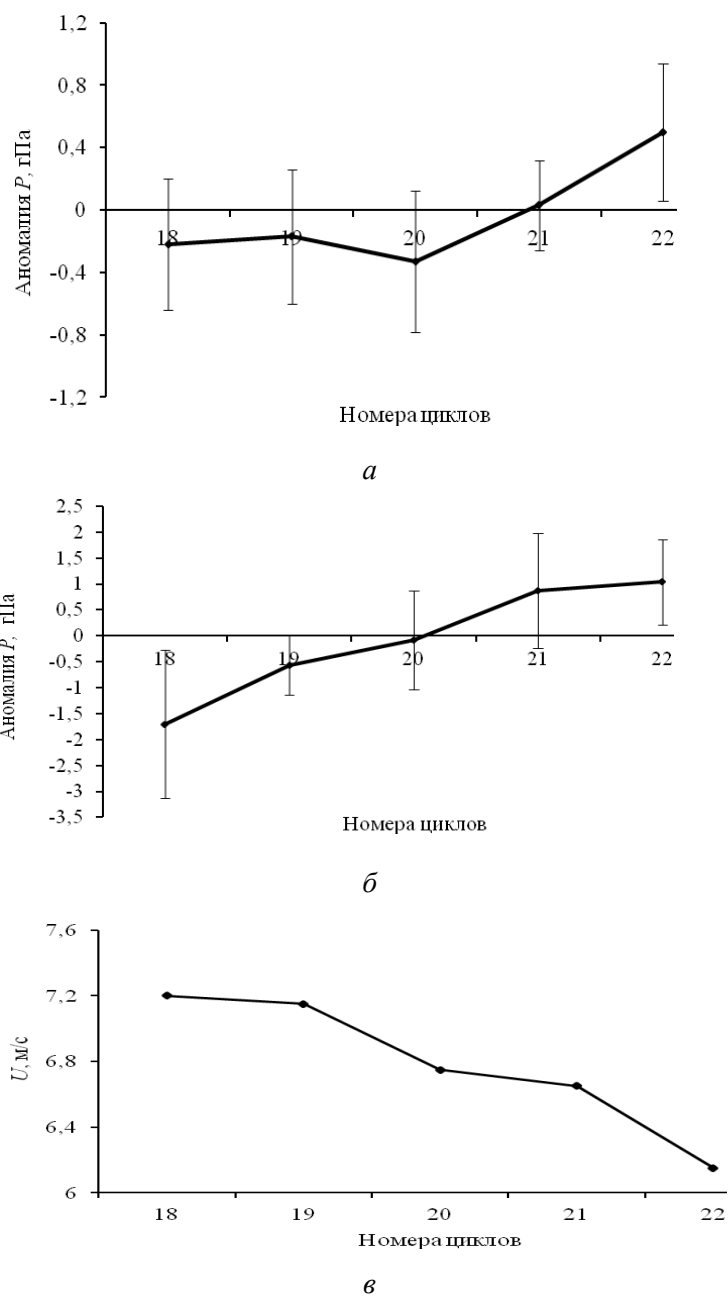 1,2
0,8
0,4
0
-0,4
-0,8
-1,2
Аномалия P, гПа
18 19 20 21 22
Номера циклов
а
2,5
2
1,5
1
0,5
0
-0,5
-1
-1,5
-2
-2,5
-3
-3,5
Аномалия P, гПа
18 19 20 21 22
Номера циклов
б
7,6
7,2
6,8
6,4
6
U, м/с
18 19 20 21 22
Номера циклов
в